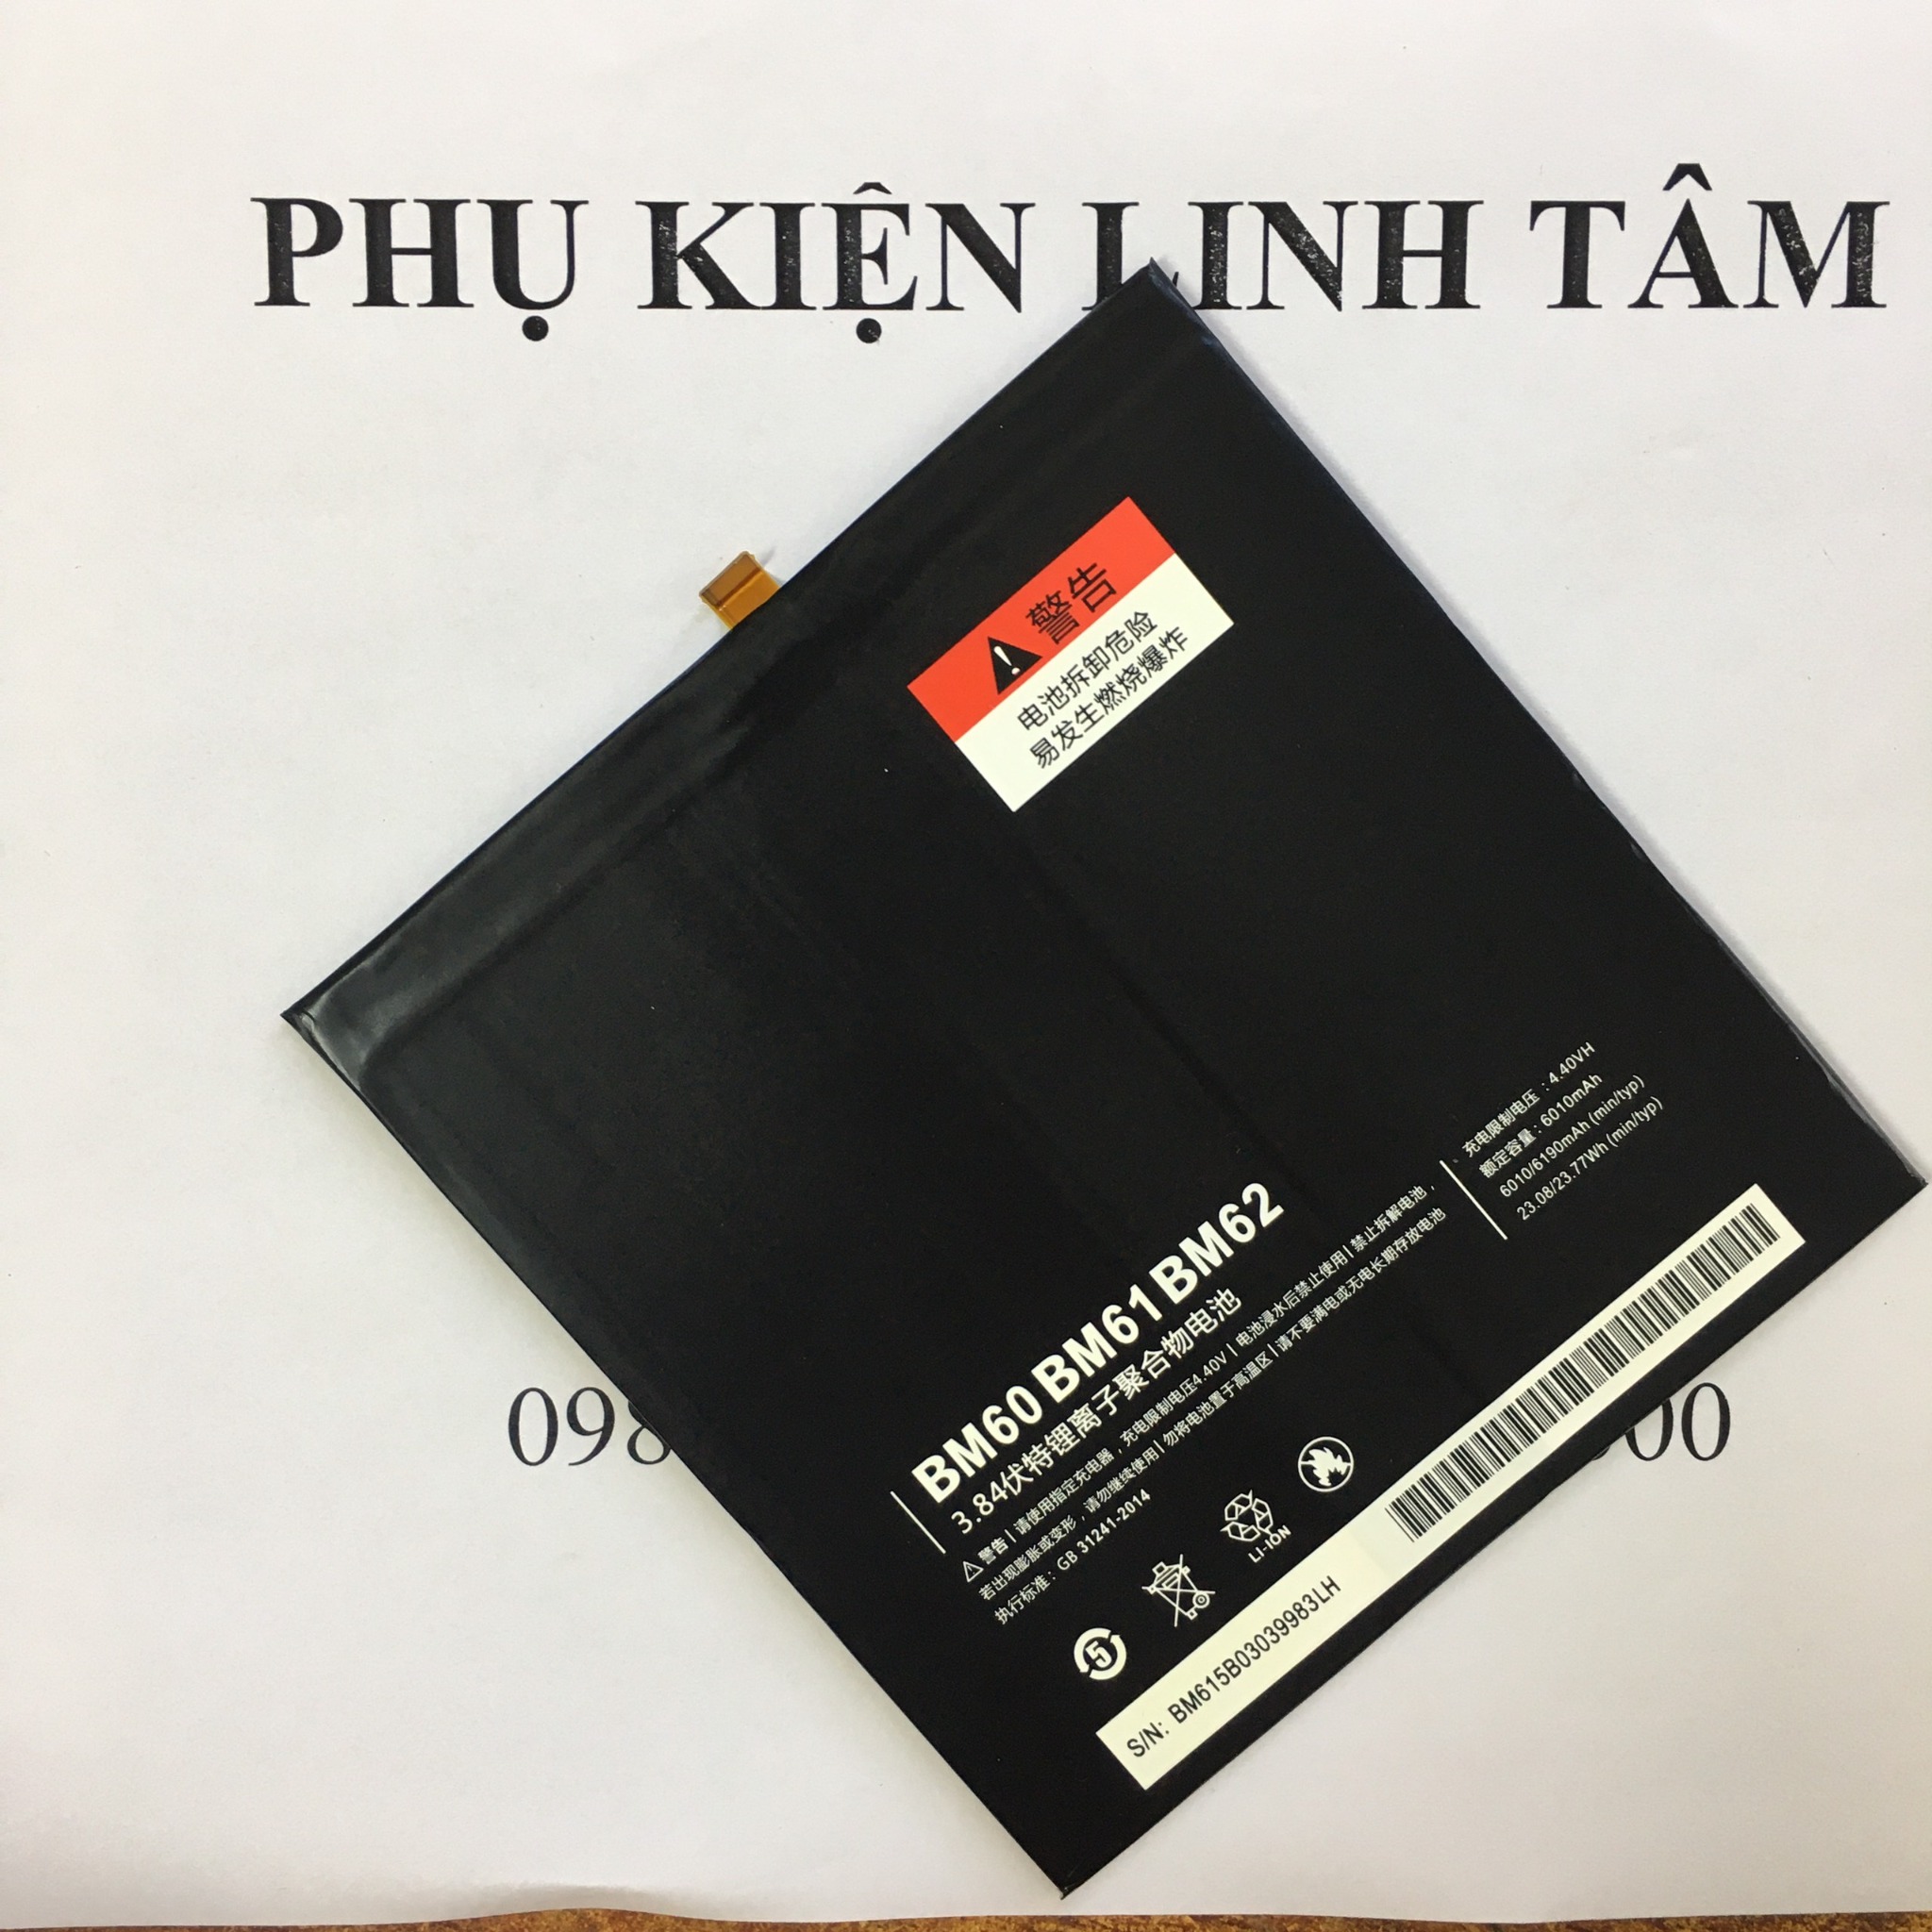 PHỤ KIỆN LINH TÂM
警告
电池拆卸危险
易发生燃烧爆炸
BM60 BM61 BM62
3.84伏特锂离子聚合物电池
警告 | 请使用指定充电器，充电限制电压4.40V | 电池浸水后禁止使用 | 禁止拆解电池，
若出现膨胀或变形，请勿继续使用 | 勿将电池置于高温区 | 请不要满电或无电长期存放电池
执行标准：GB 31241-2014
充电限制电压：4.40VH
额定容量：6010mAh
6010/6190mAh (min/typ)
23.08/23.77Wh (min/typ)
5
LI-ION
S/N: BM615B03039983LH
098
00